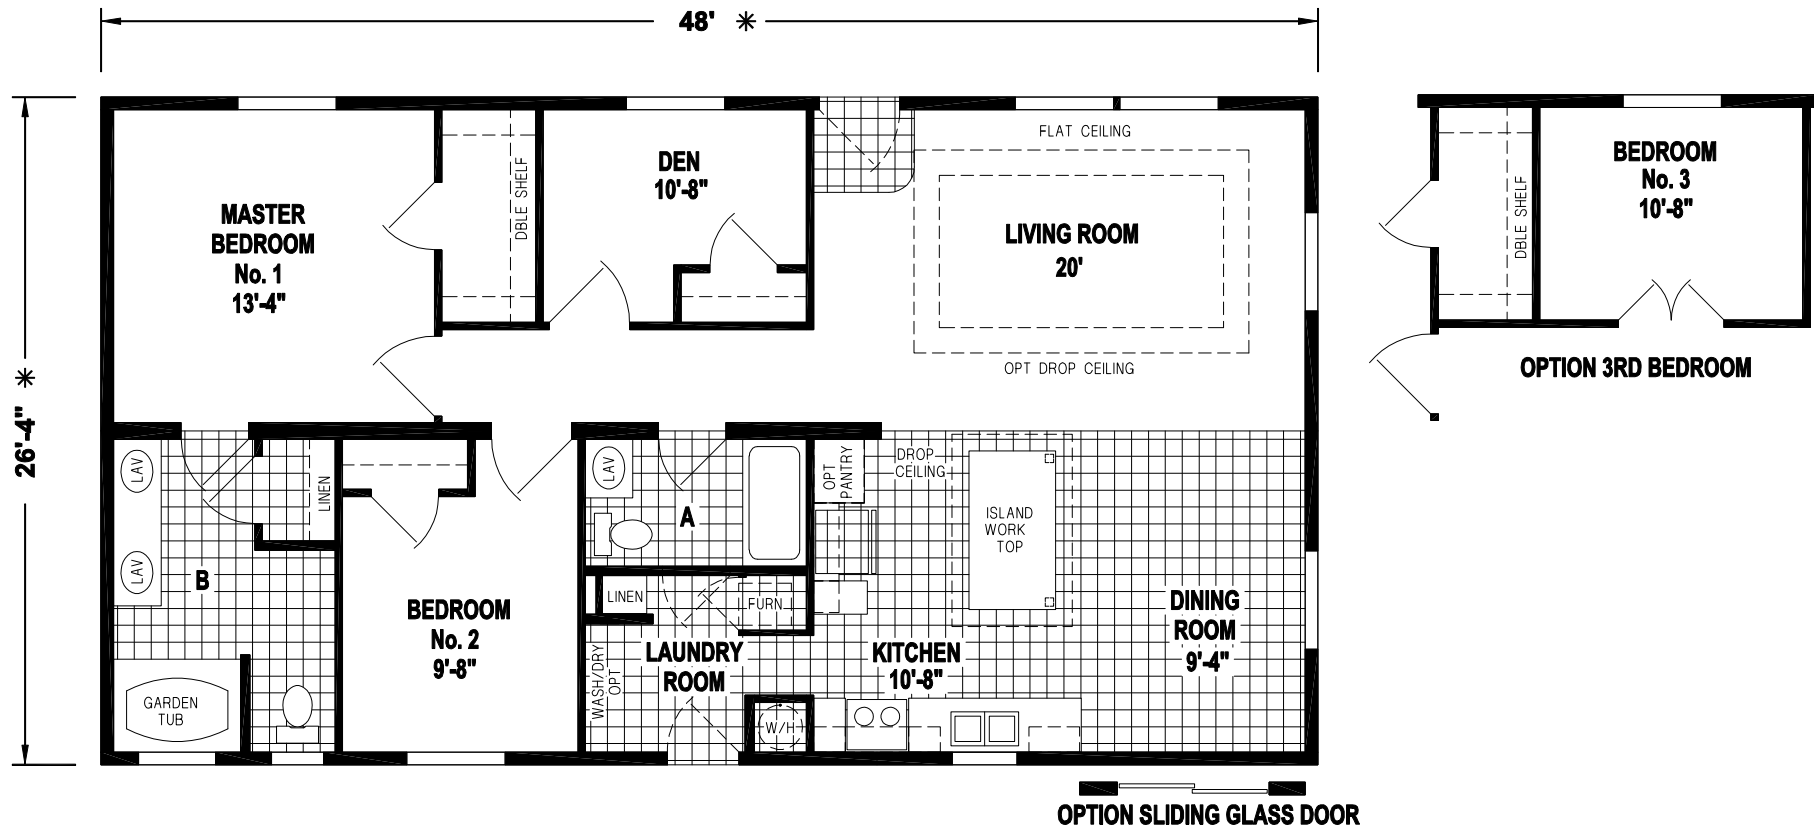 48' ✳
26'-4" ✳
MASTER
BEDROOM
No. 1
13'-4"
DBLE SHELF
DEN
10'-8"
FLAT CEILING
LIVING ROOM
20'
OPT DROP CEILING
BEDROOM
No. 3
10'-8"
DBLE SHELF
OPTION 3RD BEDROOM
LAV
LAV
LINEN
B
GARDEN
TUB
BEDROOM
No. 2
9'-8"
LAV
A
LINEN
FURN
WASH/DRY
OPT
LAUNDRY
ROOM
W/H
OPT
PANTRY
DROP
CEILING
ISLAND
WORK
TOP
KITCHEN
10'-8"
DINING
ROOM
9'-4"
OPTION SLIDING GLASS DOOR